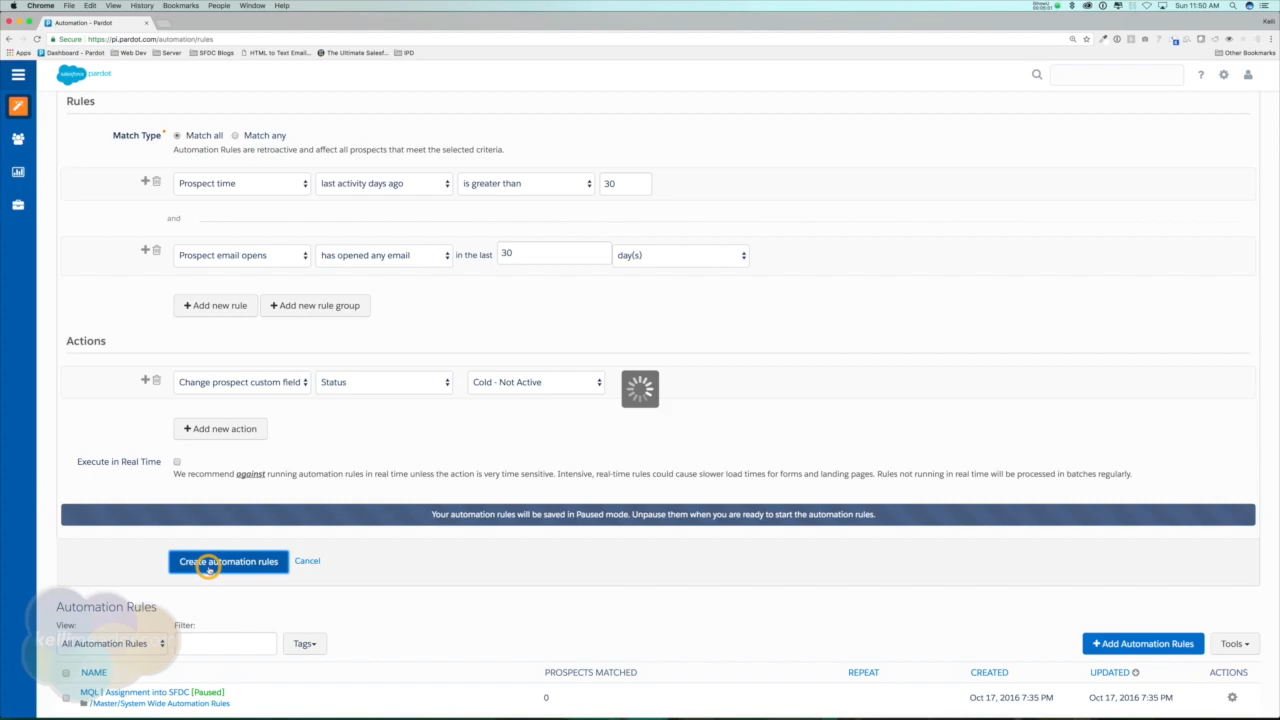 Chrome File Edit View History Bookmarks People Window Help
Sun 11:50 AM
Automation - Pardot
Kelli
Secure https://pi.pardot.com/automation/rules
Apps Dashboard - Pardot Web Dev Server SFDC Blogs HTML to Text Email... The Ultimate Salesf... IPD Other Bookmarks
salesforce pardot
Rules
Match Type* Match all Match any
Automation Rules are retroactive and affect all prospects that meet the selected criteria.
Prospect time last activity days ago is greater than 30
and
Prospect email opens has opened any email in the last 30 day(s)
+ Add new rule + Add new rule group
Actions
Change prospect custom field Status Cold - Not Active
+ Add new action
Execute in Real Time
We recommend against running automation rules in real time unless the action is very time sensitive. Intensive, real-time rules could cause slower load times for forms and landing pages. Rules not running in real time will be processed in batches regularly.
Your automation rules will be saved in Paused mode. Unpause them when you are ready to start the automation rules.
Create automation rules Cancel
Automation Rules
View: Filter:
All Automation Rules Tags + Add Automation Rules Tools
NAME PROSPECTS MATCHED REPEAT CREATED UPDATED ACTIONS
MQL | Assignment into SFDC [Paused] 0 Oct 17, 2016 7:35 PM Oct 17, 2016 7:35 PM
/Master/System Wide Automation Rules